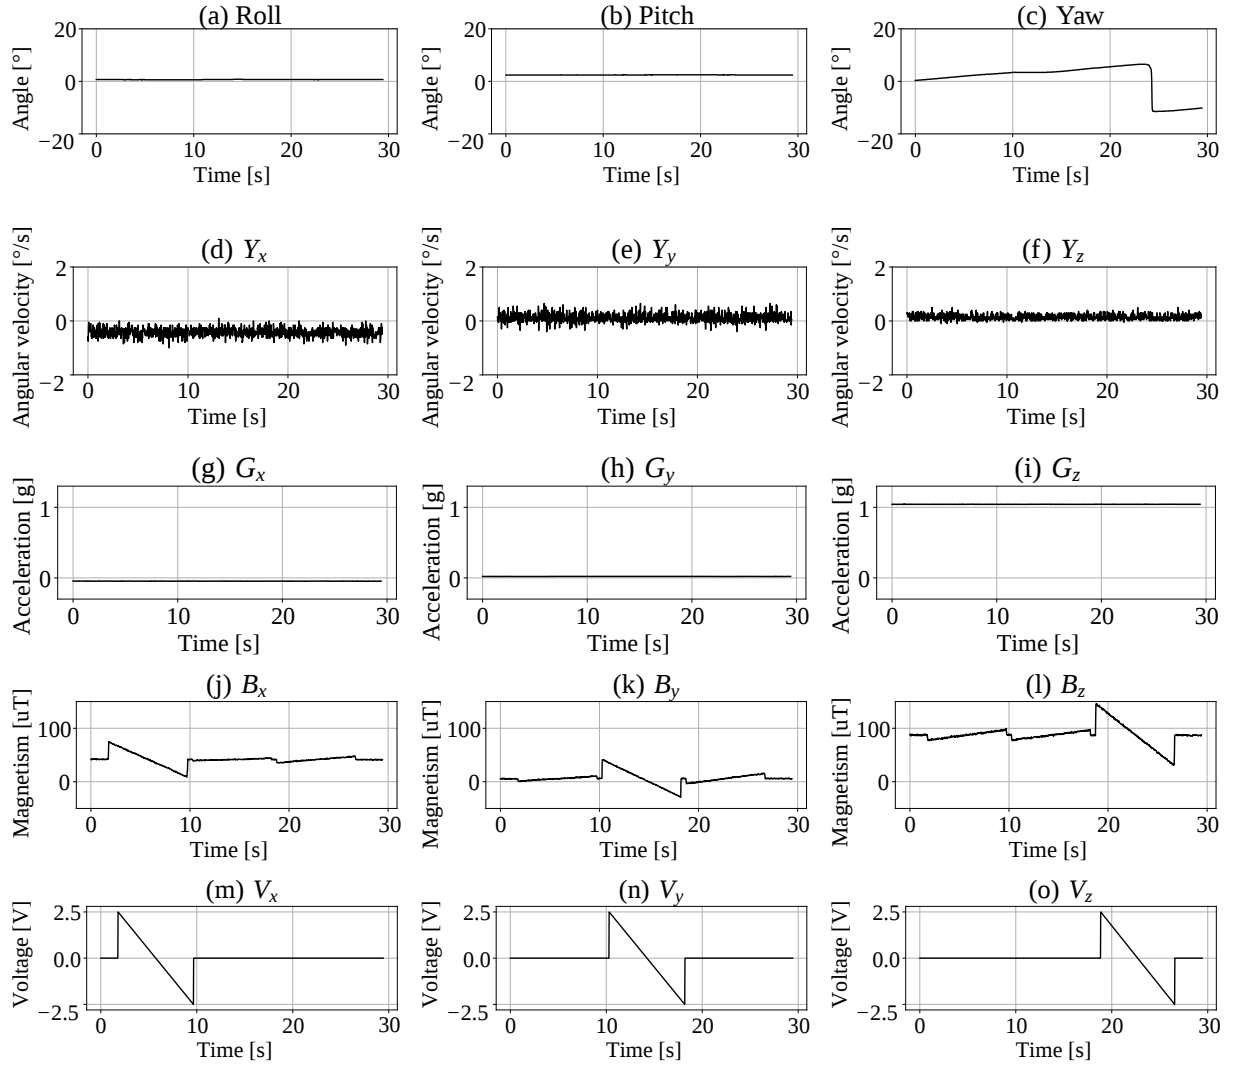 (a) Roll
(b) Pitch
(c) Yaw
Angle [°]
20
0
−20
0
10
20
30
Time [s]
Angle [°]
20
0
−20
0
10
20
30
Time [s]
Angle [°]
20
0
−20
0
10
20
30
Time [s]
(d) Yx
(e) Yy
(f) Yz
Angular velocity [°/s]
2
0
−2
0
10
20
30
Time [s]
Angular velocity [°/s]
2
0
−2
0
10
20
30
Time [s]
Angular velocity [°/s]
2
0
−2
0
10
20
30
Time [s]
(g) Gx
(h) Gy
(i) Gz
Acceleration [g]
1
0
0
10
20
30
Time [s]
Acceleration [g]
1
0
0
10
20
30
Time [s]
Acceleration [g]
1
0
0
10
20
30
Time [s]
(j) Bx
(k) By
(l) Bz
Magnetism [uT]
100
0
0
10
20
30
Time [s]
Magnetism [uT]
100
0
0
10
20
30
Time [s]
Magnetism [uT]
100
0
0
10
20
30
Time [s]
(m) Vx
(n) Vy
(o) Vz
Voltage [V]
2.5
0.0
−2.5
0
10
20
30
Time [s]
Voltage [V]
2.5
0.0
−2.5
0
10
20
30
Time [s]
Voltage [V]
2.5
0.0
−2.5
0
10
20
30
Time [s]